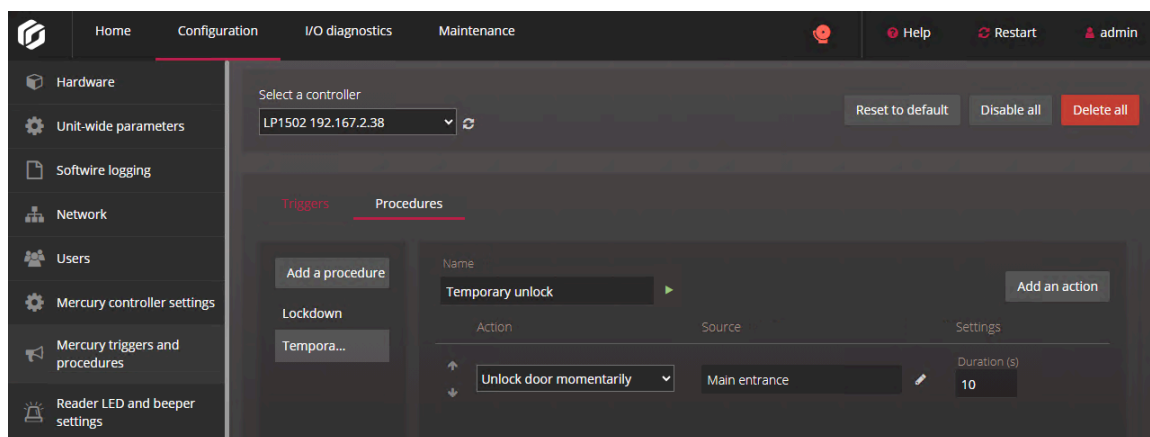 Home Configuration I/O diagnostics Maintenance Help Restart admin
Hardware
Unit-wide parameters
Softwire logging
Network
Users
Mercury controller settings
Mercury triggers and
procedures
Reader LED and beeper
settings
Select a controller
LP1502 192.167.2.38
Reset to default Disable all Delete all
Triggers Procedures
Add a procedure
Lockdown
Tempora...
Name
Temporary unlock
Add an action
Action Source Settings
Unlock door momentarily Main entrance
Duration (s)
10